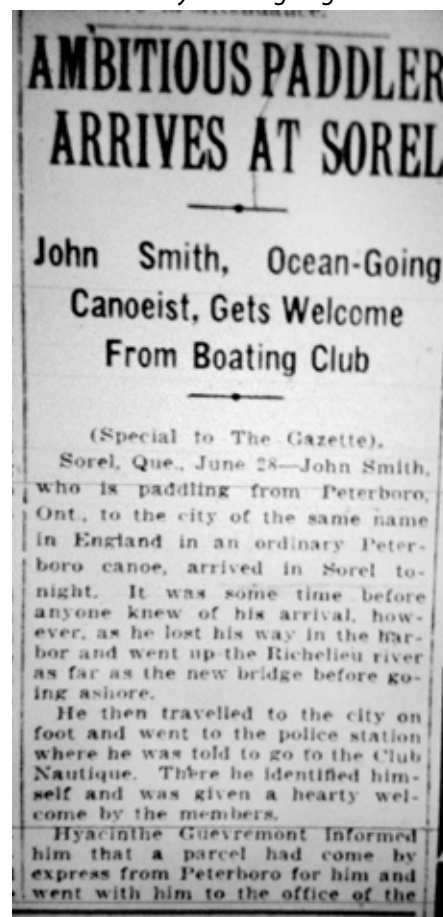 AMBITIOUS PADDLER
ARRIVES AT SOREL
John Smith, Ocean-Going
Canoeist, Gets Welcome
From Boating Club
(Special to The Gazette).
Sorel, Que., June 28—John Smith,
who is paddling from Peterboro,
Ont., to the city of the same name
in England in an ordinary Peter-
boro canoe, arrived in Sorel to-
night. It was some time before
anyone knew of his arrival, how-
ever, as he lost his way in the har-
bor and went up the Richelieu river
as far as the new bridge before go-
ing ashore.
He then travelled to the city on
foot and went to the police station
where he was told to go to the Club
Nautique. There he identified him-
self and was given a hearty wel-
come by the members.
Hyacinthe Guevremont Informed
him that a parcel had come by
express from Peterboro for him and
went with him to the office of the